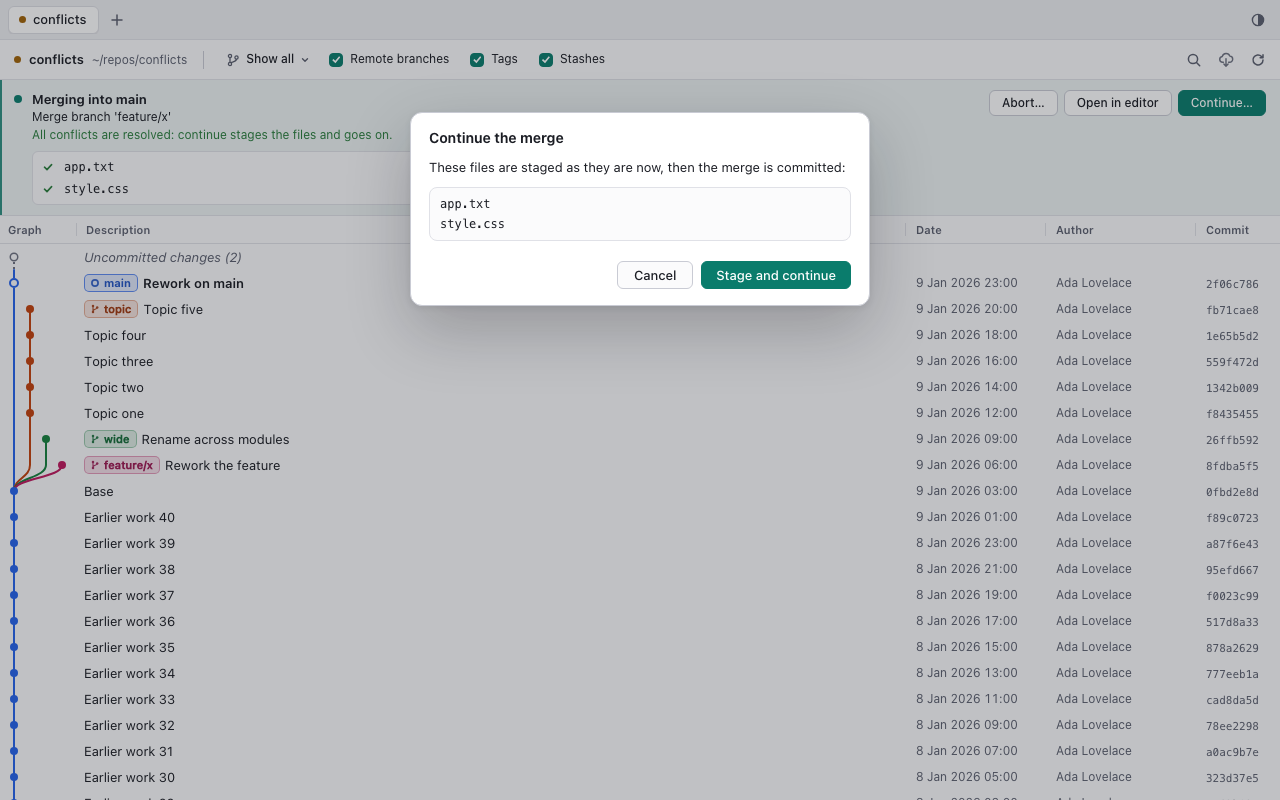 conflicts
conflicts ~/repos/conflicts Show all Remote branches Tags Stashes
Merging into main
Merge branch 'feature/x'
All conflicts are resolved: continue stages the files and goes on.
app.txt
style.css
Abort... Open in editor Continue...
Continue the merge
These files are staged as they are now, then the merge is committed:
app.txt
style.css
Cancel Stage and continue
Graph Description Date Author Commit
Uncommitted changes (2)
main Rework on main 9 Jan 2026 23:00 Ada Lovelace 2f06c786
topic Topic five 9 Jan 2026 20:00 Ada Lovelace fb71cae8
Topic four 9 Jan 2026 18:00 Ada Lovelace 1e65b5d2
Topic three 9 Jan 2026 16:00 Ada Lovelace 559f472d
Topic two 9 Jan 2026 14:00 Ada Lovelace 1342b009
Topic one 9 Jan 2026 12:00 Ada Lovelace f8435455
wide Rename across modules 9 Jan 2026 09:00 Ada Lovelace 26ffb592
feature/x Rework the feature 9 Jan 2026 06:00 Ada Lovelace 8fdba5f5
Base 9 Jan 2026 03:00 Ada Lovelace 0fbd2e8d
Earlier work 40 9 Jan 2026 01:00 Ada Lovelace f89c0723
Earlier work 39 8 Jan 2026 23:00 Ada Lovelace a87f6e43
Earlier work 38 8 Jan 2026 21:00 Ada Lovelace 95efd667
Earlier work 37 8 Jan 2026 19:00 Ada Lovelace f0023c99
Earlier work 36 8 Jan 2026 17:00 Ada Lovelace 517d8a33
Earlier work 35 8 Jan 2026 15:00 Ada Lovelace 878a2629
Earlier work 34 8 Jan 2026 13:00 Ada Lovelace 777eeb1a
Earlier work 33 8 Jan 2026 11:00 Ada Lovelace cad8da5d
Earlier work 32 8 Jan 2026 09:00 Ada Lovelace 78ee2298
Earlier work 31 8 Jan 2026 07:00 Ada Lovelace a0ac9b7e
Earlier work 30 8 Jan 2026 05:00 Ada Lovelace 323d37e5